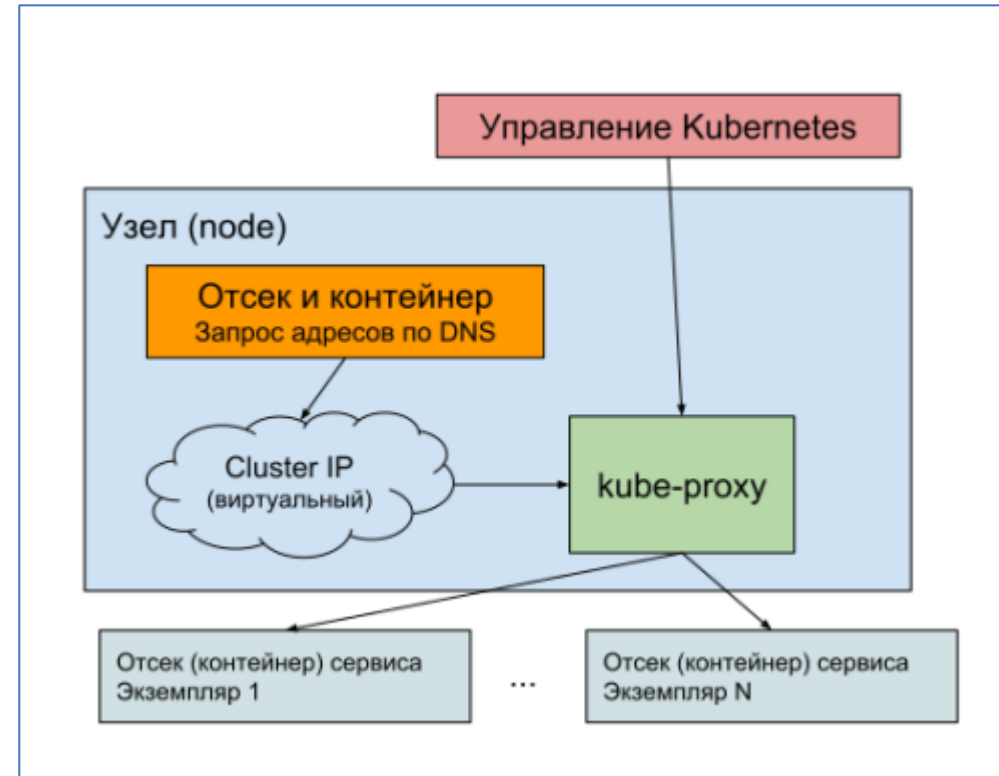 Управление Kubernetes
Узел (node)
Отсек и контейнер
Запрос адресов по DNS
Cluster IP
(виртуальный)
kube-proxy
Отсек (контейнер) сервиса
Экземпляр 1
...
Отсек (контейнер) сервиса
Экземпляр N